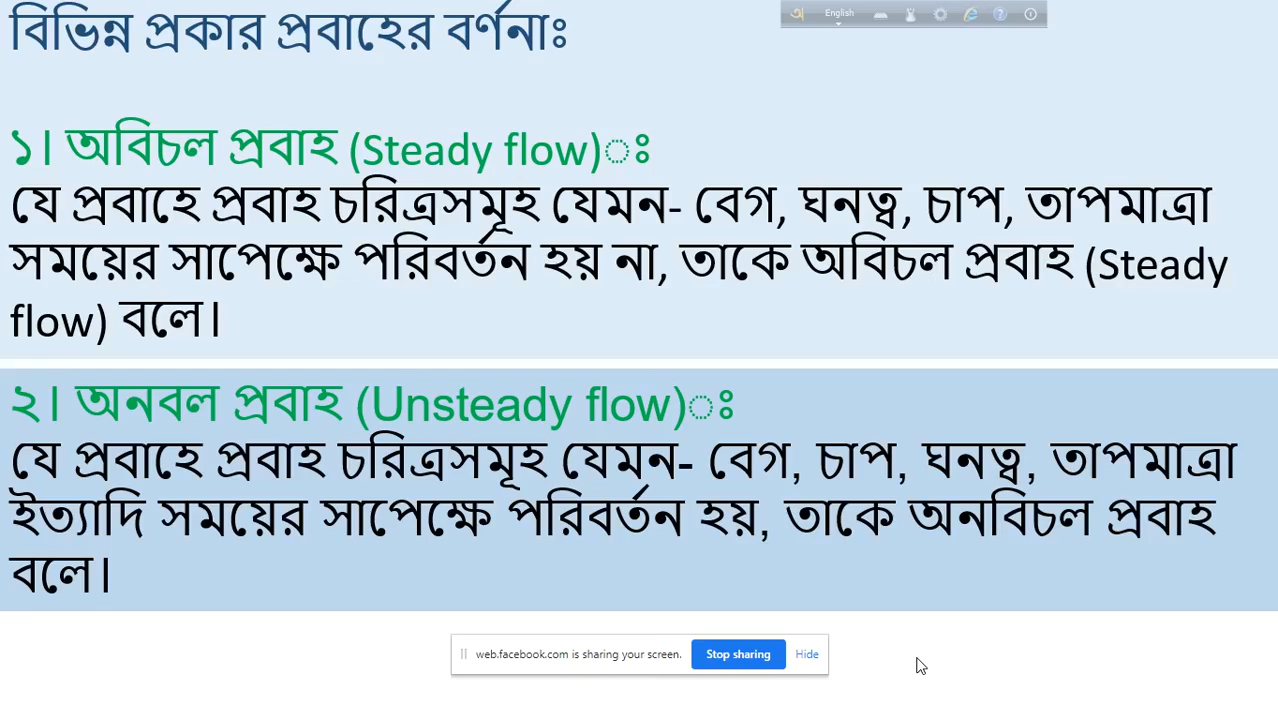 বিভিন্ন প্রকার প্রবাহের বর্ণনাঃ
English
১। অবিচল প্রবাহ (Steady flow)ঃ
যে প্রবাহে প্রবাহ চরিত্রসমূহ যেমন- বেগ, ঘনত্ব, চাপ, তাপমাত্রা
সময়ের সাপেক্ষে পরিবর্তন হয় না, তাকে অবিচল প্রবাহ (Steady
flow) বলে।
২। অনবল প্রবাহ (Unsteady flow)ঃ
যে প্রবাহে প্রবাহ চরিত্রসমূহ যেমন- বেগ, চাপ, ঘনত্ব, তাপমাত্রা
ইত্যাদি সময়ের সাপেক্ষে পরিবর্তন হয়, তাকে অনবিচল প্রবাহ
বলে।
web.facebook.com is sharing your screen. Stop sharing Hide